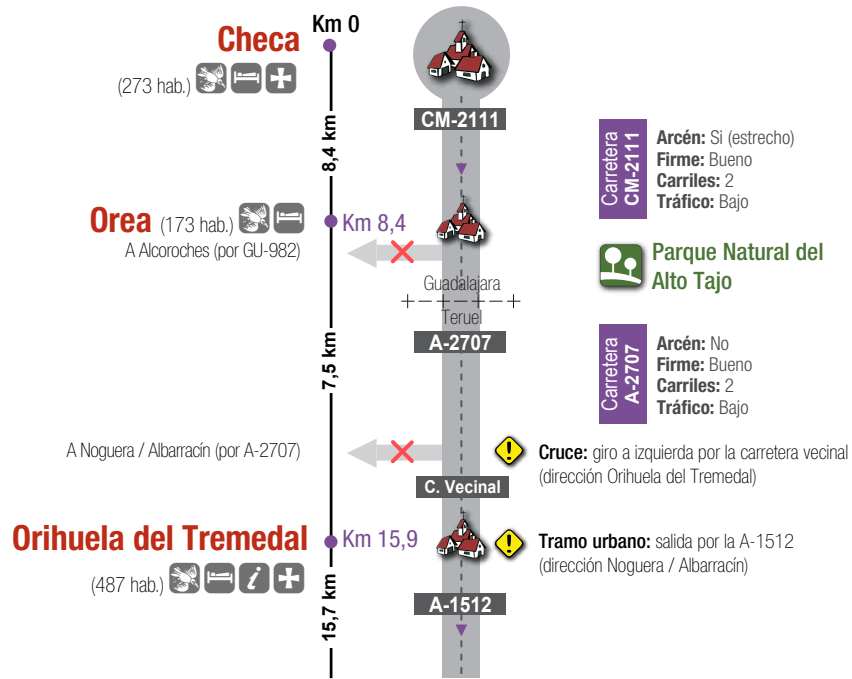 Km 0
Checa
(273 hab.)
CM-2111
8,4 km
Carretera
CM-2111
Arcén: Si (estrecho)
Firme: Bueno
Carriles: 2
Tráfico: Bajo
Orea (173 hab.)
Km 8,4
A Alcoroches (por GU-982)
Parque Natural del
Alto Tajo
Guadalajara
Teruel
A-2707
7,5 km
Carretera
A-2707
Arcén: No
Firme: Bueno
Carriles: 2
Tráfico: Bajo
A Noguera / Albarracín (por A-2707)
Cruce: giro a izquierda por la carretera vecinal
(dirección Orihuela del Tremedal)
C. Vecinal
Orihuela del Tremedal
Km 15,9
(487 hab.)
Tramo urbano: salida por la A-1512
(dirección Noguera / Albarracín)
A-1512
15,7 km